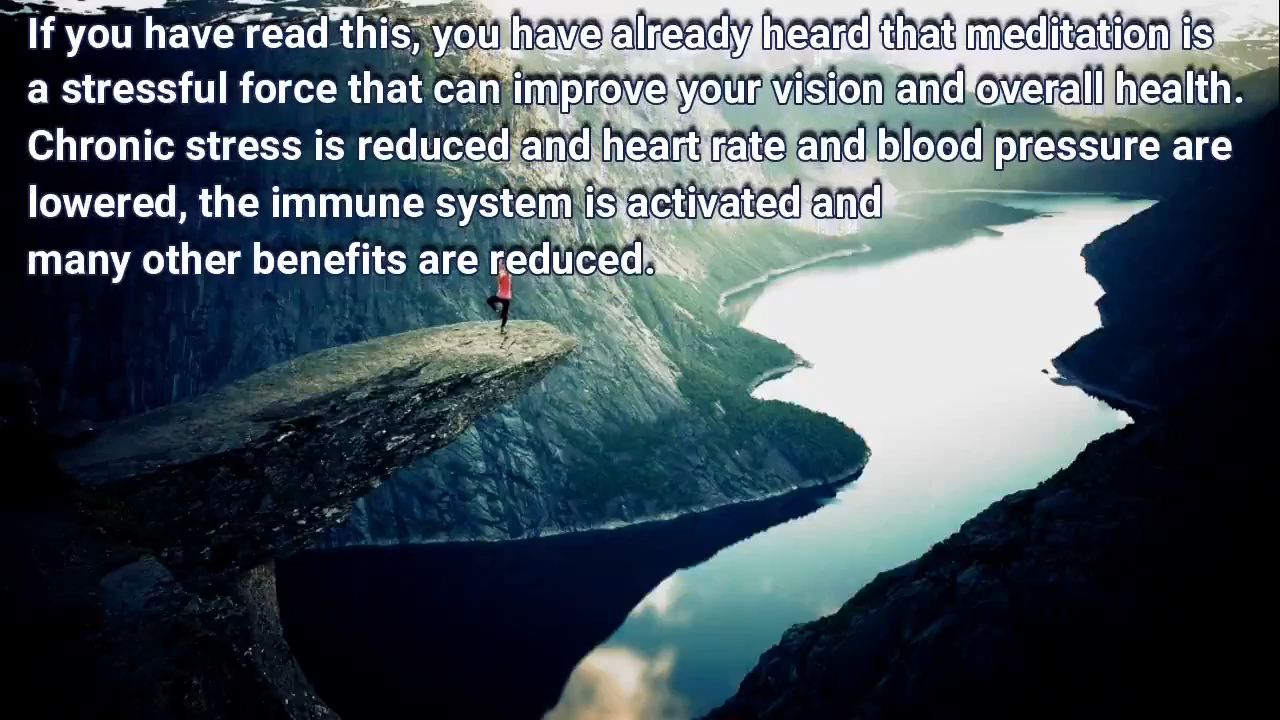 If you have read this, you have already heard that meditation is
a stressful force that can improve your vision and overall health.
Chronic stress is reduced and heart rate and blood pressure are
lowered, the immune system is activated and
many other benefits are reduced.